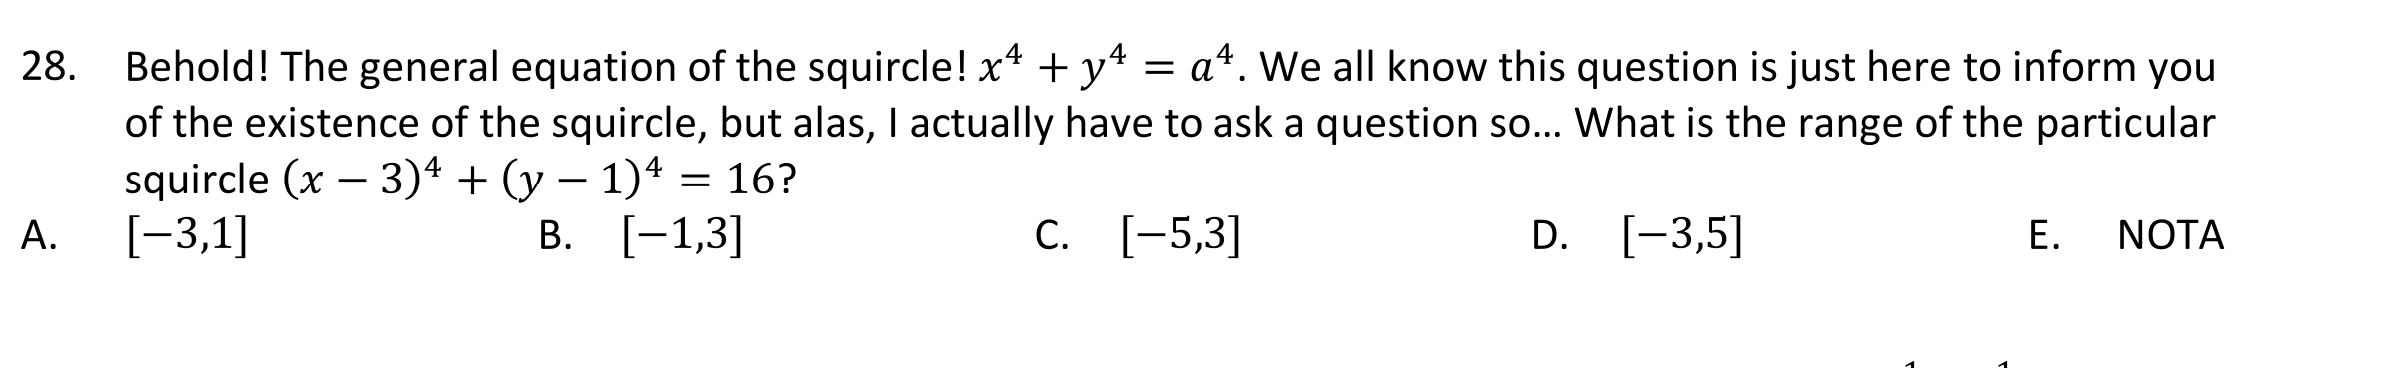 28. Behold! The general equation of the squircle! x⁴ + y⁴ = a⁴. We all know this question is just here to inform you
of the existence of the squircle, but alas, I actually have to ask a question so... What is the range of the particular
squircle (x − 3)⁴ + (y − 1)⁴ = 16?
A. [−3,1] B. [−1,3] C. [−5,3] D. [−3,5] E. NOTA